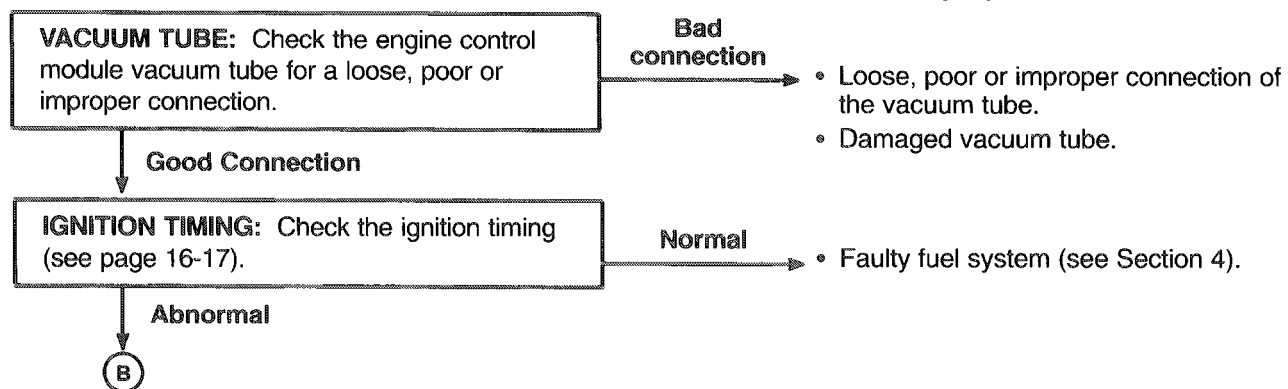 VACUUM TUBE: Check the engine control
module vacuum tube for a loose, poor or
improper connection.
Bad
connection
• Loose, poor or improper connection of
the vacuum tube.
• Damaged vacuum tube.
Good Connection
IGNITION TIMING: Check the ignition timing
(see page 16-17).
Normal
• Faulty fuel system (see Section 4).
Abnormal
B